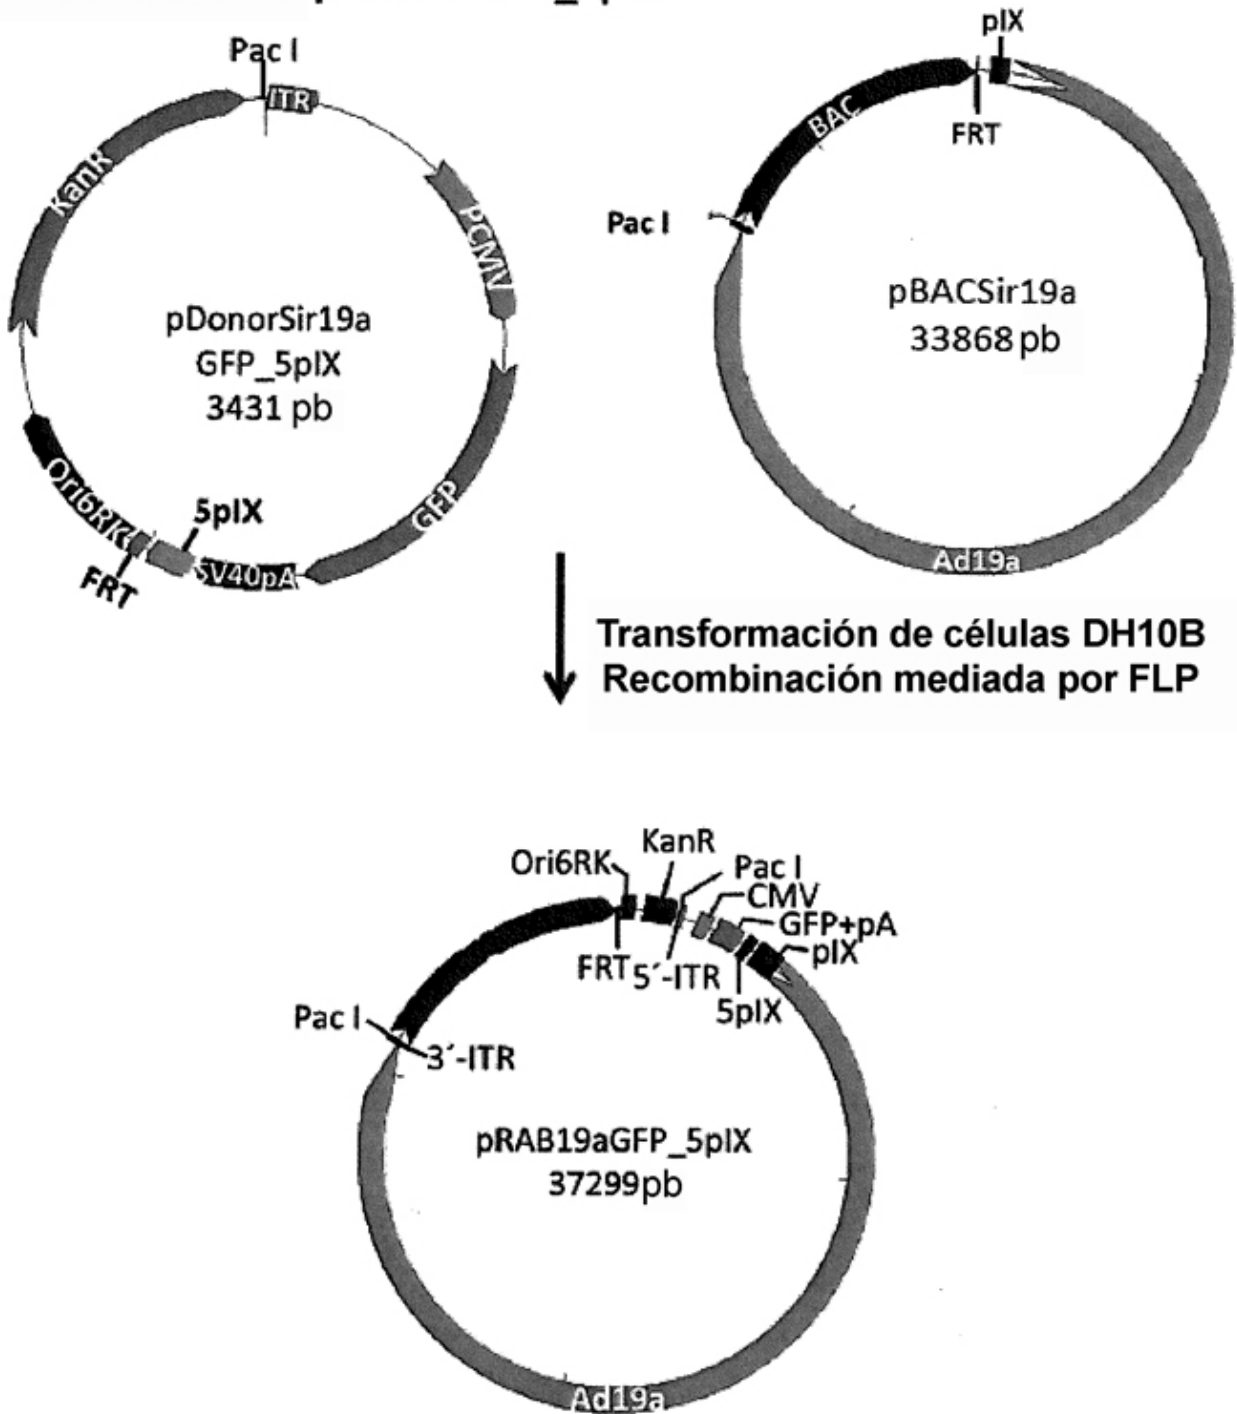 Pac I
ITR
KanR
PCMV
pDonorSir19a
GFP_5pIX
3431 pb
GFP
Ori6RK
5pIX
SV40pA
FRT
pIX
BAC
FRT
Pac I
pBACSir19a
33868 pb
Ad19a
Transformación de células DH10B
Recombinación mediada por FLP
KanR
Ori6RK
Pac I
CMV
GFP+pA
pIX
FRT
5´-ITR
5pIX
Pac I
3´-ITR
pRAB19aGFP_5pIX
37299pb
Ad19a